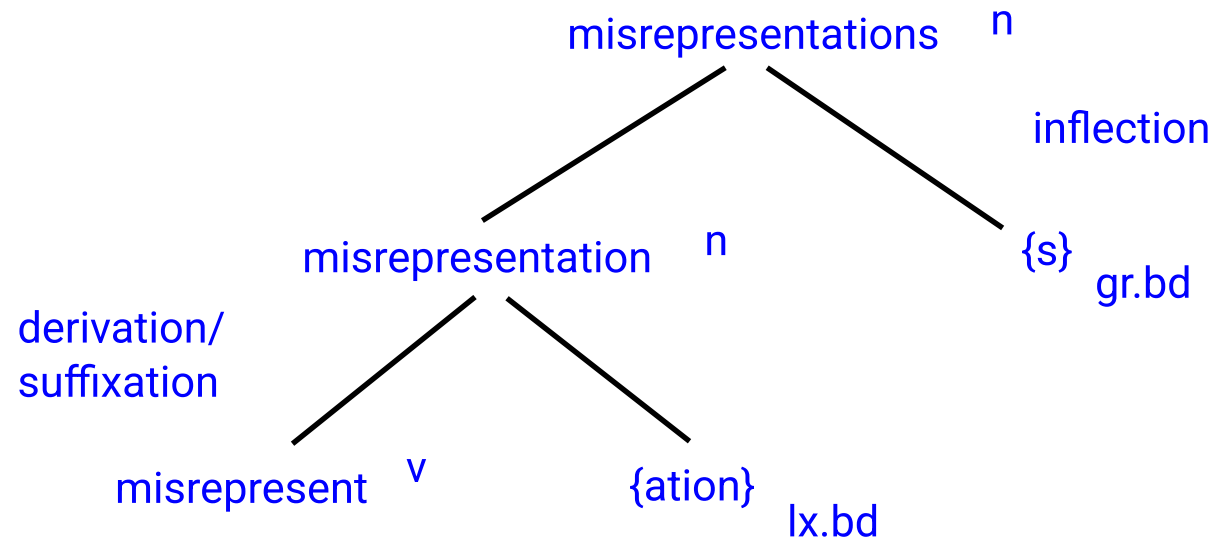 misrepresentations n
inflection
misrepresentation n
{s} gr.bd
derivation/
suffixation
misrepresent v
{ation} lx.bd